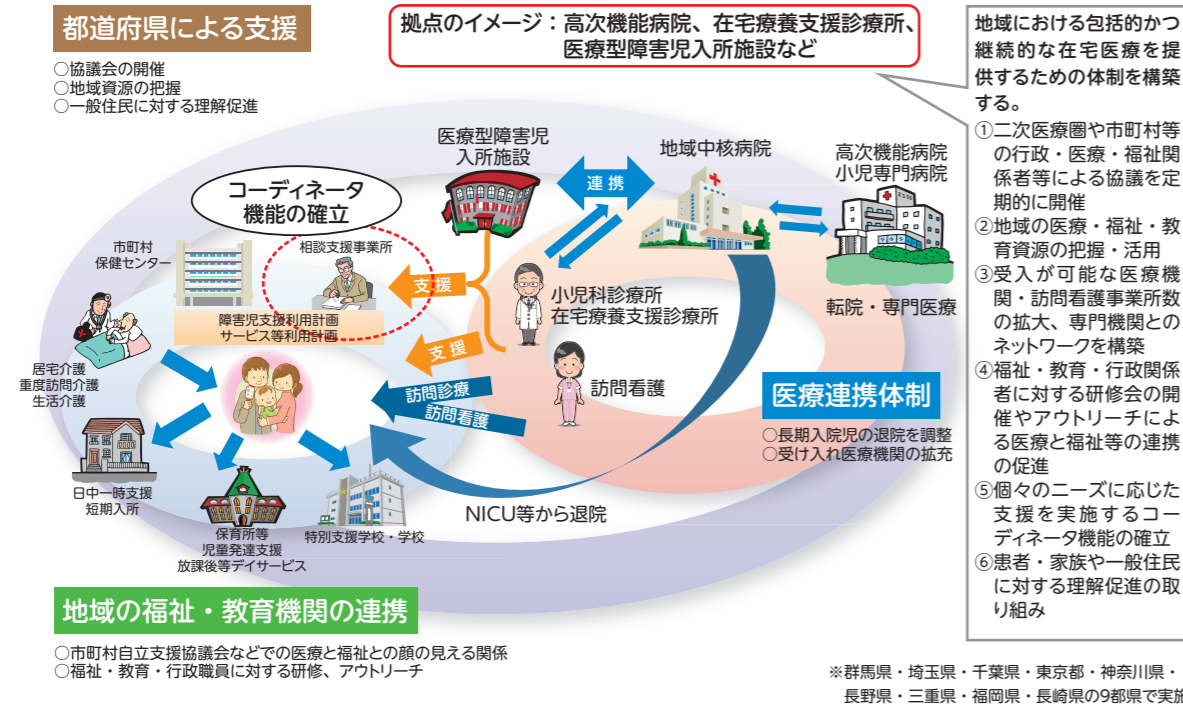 都道府県による支援
○協議会の開催
○地域資源の把握
○一般住民に対する理解促進
拠点のイメージ：高次機能病院、在宅療養支援診療所、
医療型障害児入所施設など
医療型障害児
入所施設
連携
地域中核病院
高次機能病院
小児専門病院
転院・専門医療
コーディネータ
機能の確立
市町村
保健センター
相談支援事業所
障害児支援利用計画
サービス等利用計画
支援
支援
小児科診療所
在宅療養支援診療所
訪問看護
訪問診療
訪問看護
居宅介護
重度訪問介護
生活介護
日中一時支援
短期入所
保育所等
児童発達支援
放課後等デイサービス
特別支援学校・学校
NICU等から退院
医療連携体制
○長期入院児の退院を調整
○受け入れ医療機関の拡充
地域の福祉・教育機関の連携
○市町村自立支援協議会などでの医療と福祉との顔の見える関係
○福祉・教育・行政職員に対する研修、アウトリーチ
地域における包括的かつ
継続的な在宅医療を提
供するための体制を構築
する。
①二次医療圏や市町村等
の行政・医療・福祉関
係者等による協議を定
期的に開催
②地域の医療・福祉・教
育資源の把握・活用
③受入が可能な医療機
関・訪問看護事業所数
の拡大、専門機関との
ネットワークを構築
④福祉・教育・行政関係
者に対する研修会の開
催やアウトリーチによ
る医療と福祉等の連携
の促進
⑤個々のニーズに応じた
支援を実施するコー
ディネータ機能の確立
⑥患者・家族や一般住民
に対する理解促進の取
り組み
※群馬県・埼玉県・千葉県・東京都・神奈川県・
長野県・三重県・福岡県・長崎県の9都県で実施